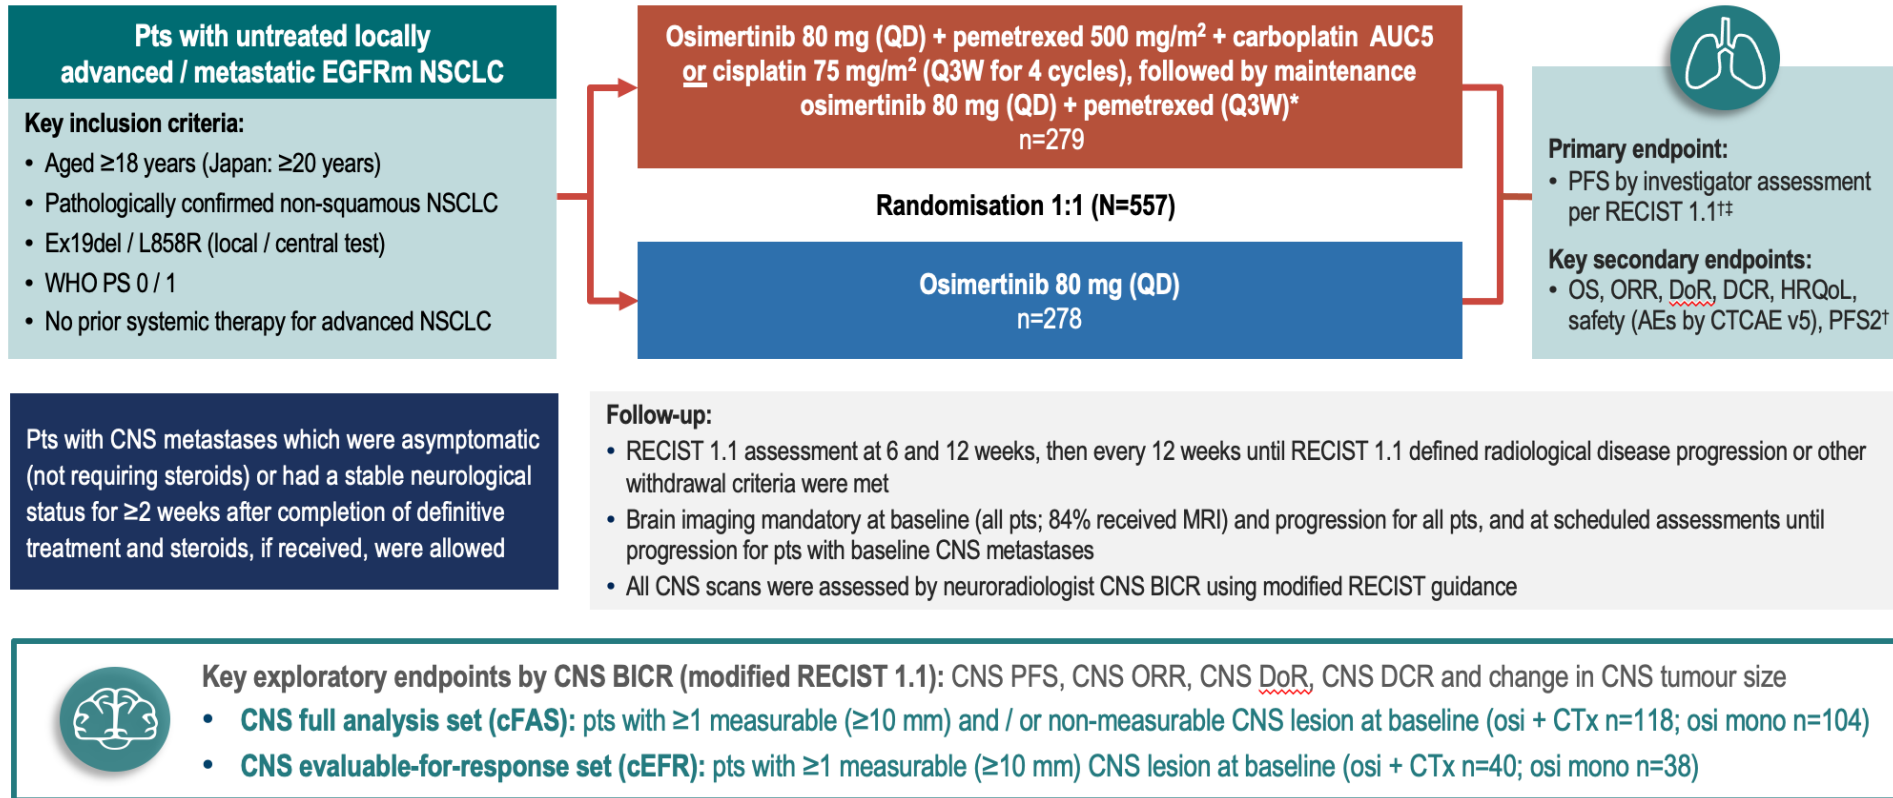 Pts with untreated locally
advanced / metastatic EGFRm NSCLC
Key inclusion criteria:
• Aged ≥18 years (Japan: ≥20 years)
• Pathologically confirmed non-squamous NSCLC
• Ex19del / L858R (local / central test)
• WHO PS 0 / 1
• No prior systemic therapy for advanced NSCLC
Osimertinib 80 mg (QD) + pemetrexed 500 mg/m² + carboplatin AUC5
or cisplatin 75 mg/m² (Q3W for 4 cycles), followed by maintenance
osimertinib 80 mg (QD) + pemetrexed (Q3W)*
n=279
Randomisation 1:1 (N=557)
Osimertinib 80 mg (QD)
n=278
Primary endpoint:
• PFS by investigator assessment
per RECIST 1.1†‡
Key secondary endpoints:
• OS, ORR, DoR, DCR, HRQoL,
safety (AEs by CTCAE v5), PFS2†
Pts with CNS metastases which were asymptomatic
(not requiring steroids) or had a stable neurological
status for ≥2 weeks after completion of definitive
treatment and steroids, if received, were allowed
Follow-up:
• RECIST 1.1 assessment at 6 and 12 weeks, then every 12 weeks until RECIST 1.1 defined radiological disease progression or other
withdrawal criteria were met
• Brain imaging mandatory at baseline (all pts; 84% received MRI) and progression for all pts, and at scheduled assessments until
progression for pts with baseline CNS metastases
• All CNS scans were assessed by neuroradiologist CNS BICR using modified RECIST guidance
Key exploratory endpoints by CNS BICR (modified RECIST 1.1): CNS PFS, CNS ORR, CNS DoR, CNS DCR and change in CNS tumour size
• CNS full analysis set (cFAS): pts with ≥1 measurable (≥10 mm) and / or non-measurable CNS lesion at baseline (osi + CTx n=118; osi mono n=104)
• CNS evaluable-for-response set (cEFR): pts with ≥1 measurable (≥10 mm) CNS lesion at baseline (osi + CTx n=40; osi mono n=38)